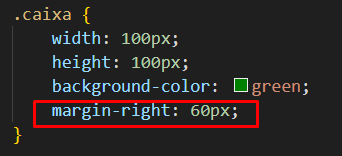 .caixa {
width: 100px;
height: 100px;
background-color: green;
margin-right: 60px;
}